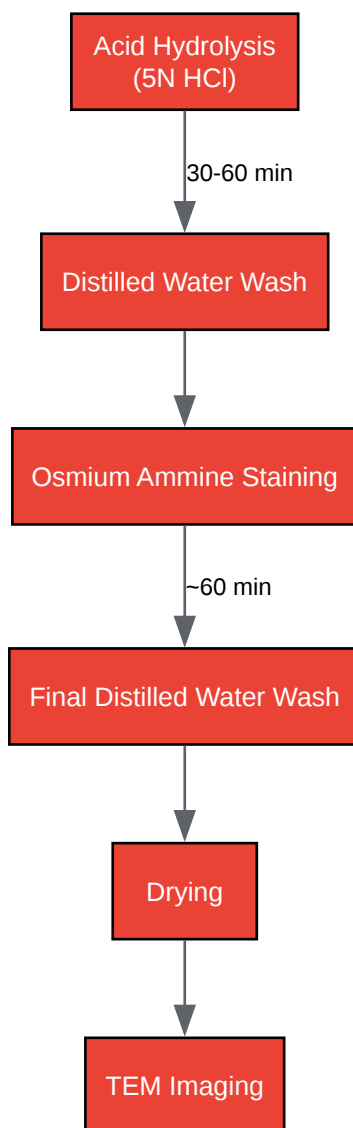 Acid Hydrolysis
(5N HCl)
30-60 min
Distilled Water Wash
Osmium Ammine Staining
~60 min
Final Distilled Water Wash
Drying
TEM Imaging